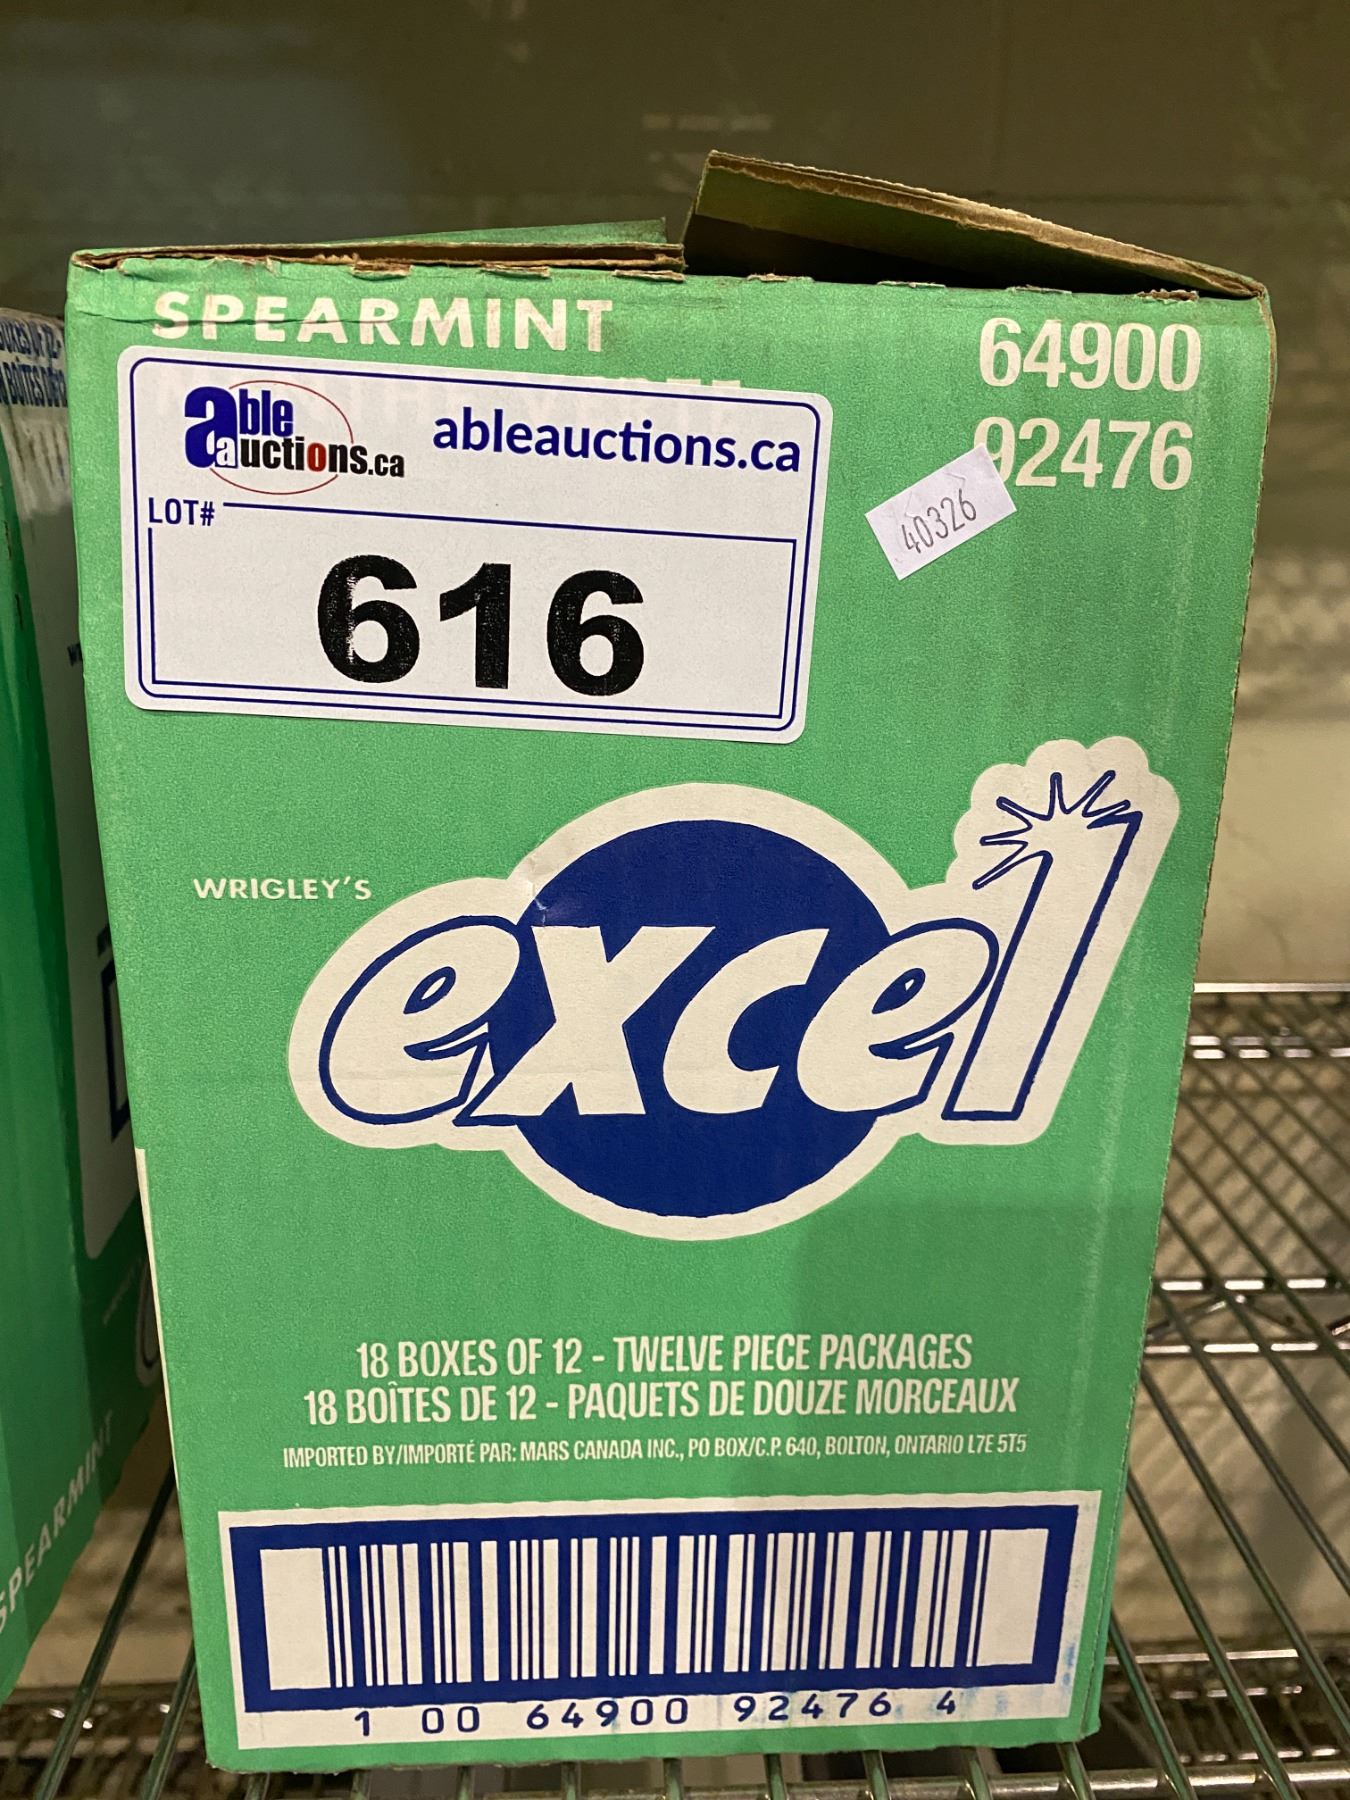 SPEARMINT
64900
92476
able auctions.ca
ableauctions.ca
LOT#
616
40326
WRIGLEY'S
excel
18 BOXES OF 12 - TWELVE PIECE PACKAGES
18 BOÎTES DE 12 - PAQUETS DE DOUZE MORCEAUX
IMPORTED BY/IMPORTÉ PAR: MARS CANADA INC., PO BOX/C.P. 640, BOLTON, ONTARIO L7E 5T5
1 00 64900 92476 4
SPEARMINT